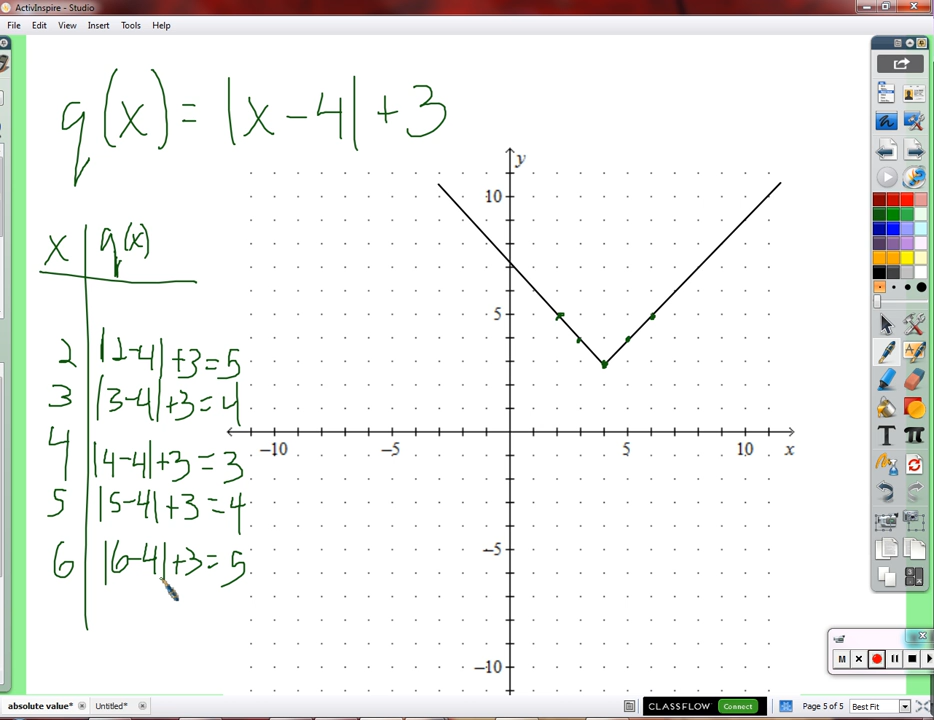 ActivInspire - Studio
File Edit View Insert Tools Help
q(x) = |x-4| +3
y
x q(x)
2 |2-4| +3=5
3 |3-4| +3=4
4 |4-4|+3 =3
5 |5-4| +3 =4
6 |6-4|+3= 5
10
5
−10
−5
5
10
x
−5
−10
T π
M
absolute value* Untitled* CLASSFLOW Connect Page 5 of 5 Best Fit